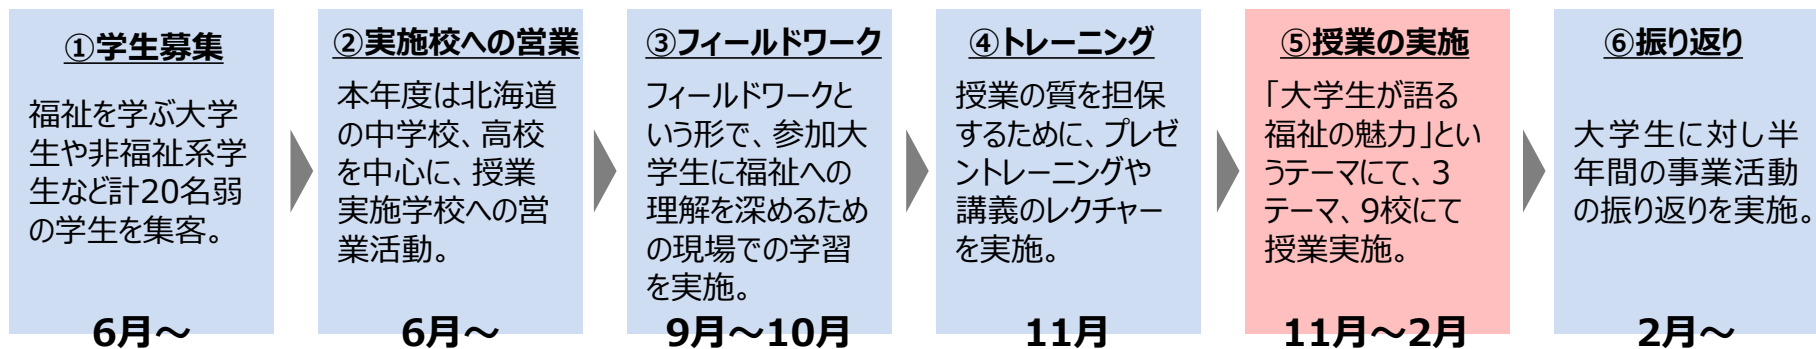 ①学生募集
福祉を学ぶ大学
生や非福祉系学
生など計20名弱
の学生を集客。
6月～
②実施校への営業
本年度は北海道
の中学校、高校
を中心に、授業
実施学校への営
業活動。
6月～
③フィールドワーク
フィールドワークと
いう形で、参加大
学生に福祉への
理解を深めるため
の現場での学習
を実施。
9月～10月
④トレーニング
授業の質を担保
するために、プレゼ
ントレーニングや
講義のレクチャー
を実施。
11月
⑤授業の実施
「大学生が語る
福祉の魅力」とい
うテーマにて、3
テーマ、9校にて
授業実施。
11月～2月
⑥振り返り
大学生に対し半
年間の事業活動
の振り返りを実施。
2月～